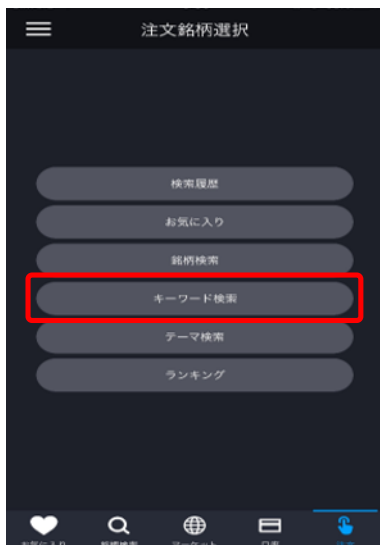 注文銘柄選択
検索履歴
お気に入り
銘柄検索
キーワード検索
テーマ検索
ランキング